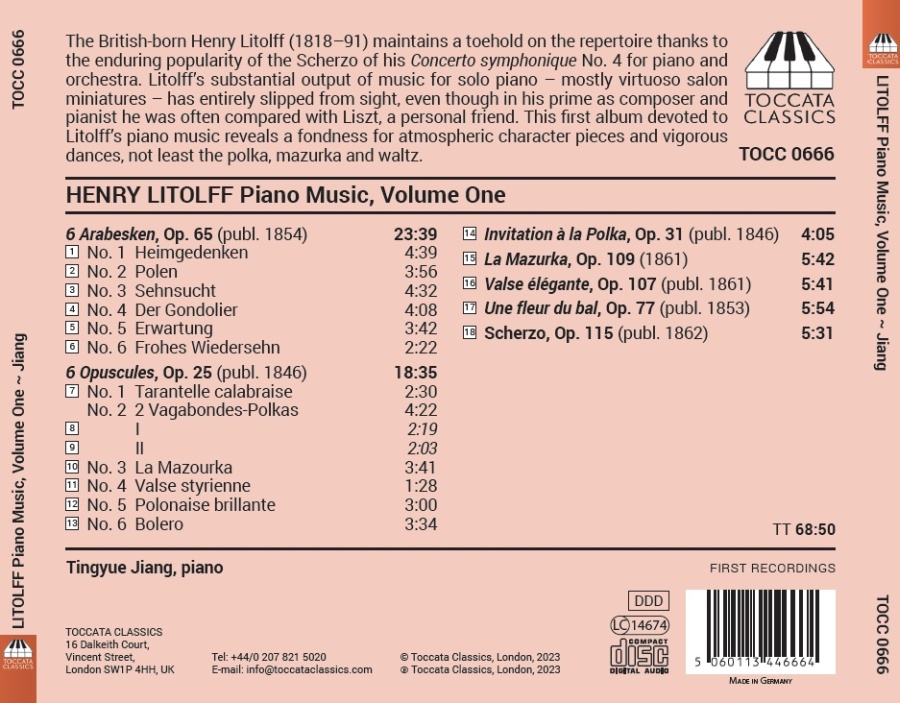 TOCC 0666
LITOLFF Piano Music, Volume One ~ Jiang
TOCCATA
CLASSICS
The British-born Henry Litolff (1818–91) maintains a toehold on the repertoire thanks to
the enduring popularity of the Scherzo of his Concerto symphonique No. 4 for piano and
orchestra. Litolff’s substantial output of music for solo piano – mostly virtuoso salon
miniatures – has entirely slipped from sight, even though in his prime as composer and
pianist he was often compared with Liszt, a personal friend. This first album devoted to
Litolff’s piano music reveals a fondness for atmospheric character pieces and vigorous
dances, not least the polka, mazurka and waltz.
TOCCATA
CLASSICS
TOCC 0666
HENRY LITOLFF Piano Music, Volume One
6 Arabesken, Op. 65 (publ. 1854) 23:39
1 No. 1 Heimgedenken 4:39
2 No. 2 Polen 3:56
3 No. 3 Sehnsucht 4:32
4 No. 4 Der Gondolier 4:08
5 No. 5 Erwartung 3:42
6 No. 6 Frohes Wiedersehn 2:22
6 Opuscules, Op. 25 (publ. 1846) 18:35
7 No. 1 Tarantelle calabraise 2:30
No. 2 2 Vagabondes-Polkas 4:22
8 I 2:19
9 II 2:03
10 No. 3 La Mazourka 3:41
11 No. 4 Valse styrienne 1:28
12 No. 5 Polonaise brillante 3:00
13 No. 6 Bolero 3:34
14 Invitation à la Polka, Op. 31 (publ. 1846) 4:05
15 La Mazurka, Op. 109 (1861) 5:42
16 Valse élégante, Op. 107 (publ. 1861) 5:41
17 Une fleur du bal, Op. 77 (publ. 1853) 5:54
18 Scherzo, Op. 115 (publ. 1862) 5:31
TT 68:50
Tingyue Jiang, piano
FIRST RECORDINGS
TOCCATA CLASSICS
16 Dalkeith Court,
Vincent Street,
London SW1P 4HH, UK
Tel: +44/0 207 821 5020
E-mail: info@toccataclassics.com
© Toccata Classics, London, 2023
℗ Toccata Classics, London, 2023
DDD
LC 14674
COMPACT
disc
DIGITAL AUDIO
5 060113 446664
MADE IN GERMANY
TOCCATA
CLASSICS
LITOLFF Piano Music, Volume One ~ Jiang
TOCC 0666